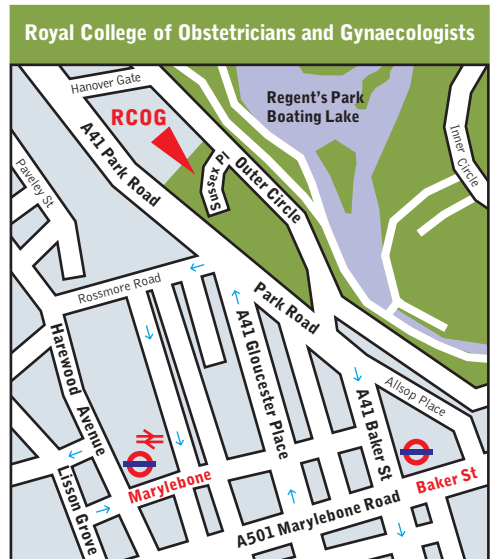 Royal College of Obstetricians and Gynaecologists
Hanover Gate
Regent's Park
Boating Lake
RCOG
A41 Park Road
Inner Circle
Paveley St.
Sussex Pl
Outer Circle
Rossmore Road
Park Road
A41 Gloucester Place
Harewood Avenue
Allsop Place
A41 Baker St
Lisson Grove
Marylebone
Baker St
A501 Marylebone Road